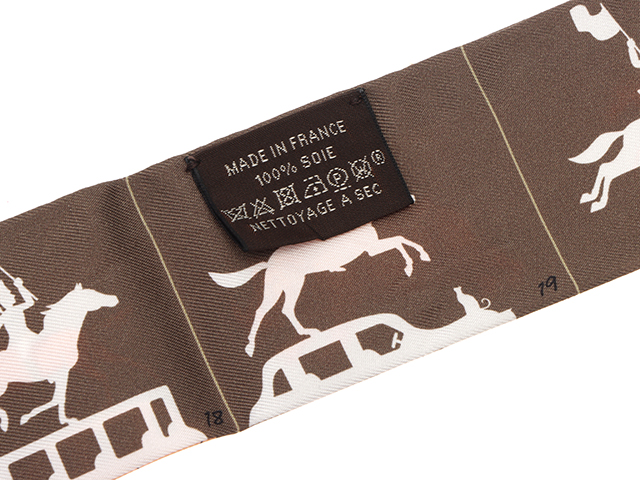 MADE IN FRANCE
100% SOIE
P ®
NETTOYAGE A SEC
18
19